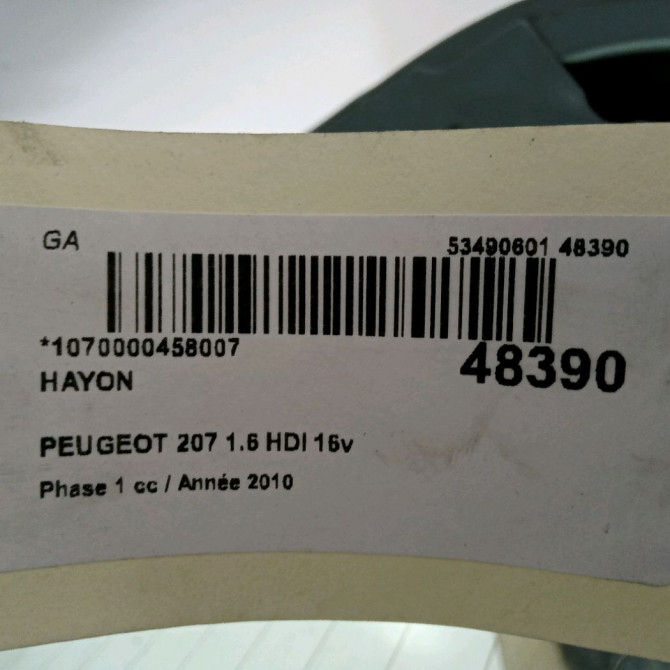 GA
53490601 48390
*1070000458007
48390
HAYON
PEUGEOT 207 1.6 HDI 16v
Phase 1 cc / Année 2010